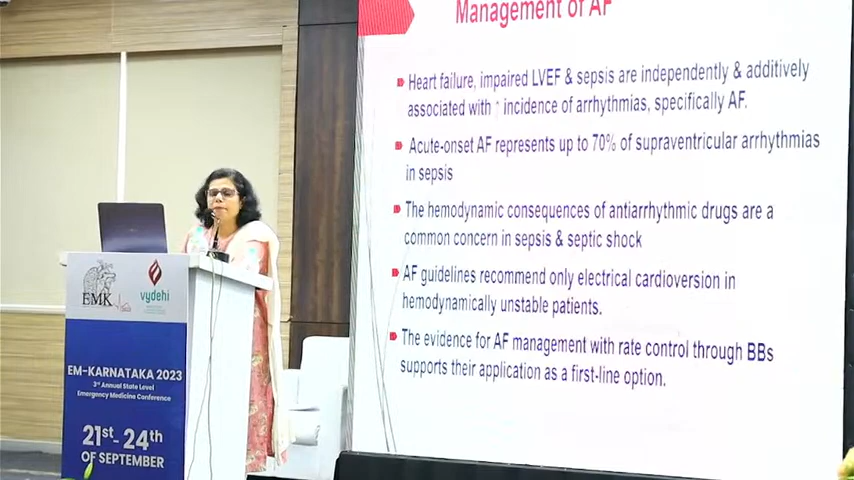 Management of AF
Heart failure, impaired LVEF & sepsis are independently & additively
associated with ↑ incidence of arrhythmias, specifically AF.
Acute-onset AF represents up to 70% of supraventricular arrhythmias
in sepsis
The hemodynamic consequences of antiarrhythmic drugs are a
common concern in sepsis & septic shock
AF guidelines recommend only electrical cardioversion in
hemodynamically unstable patients.
The evidence for AF management with rate control through BBs
supports their application as a first-line option.
EMK
vydehi
EM-KARNATAKA 2023
3rd Annual State Level
Emergency Medicine Conference
21st- 24th
OF SEPTEMBER